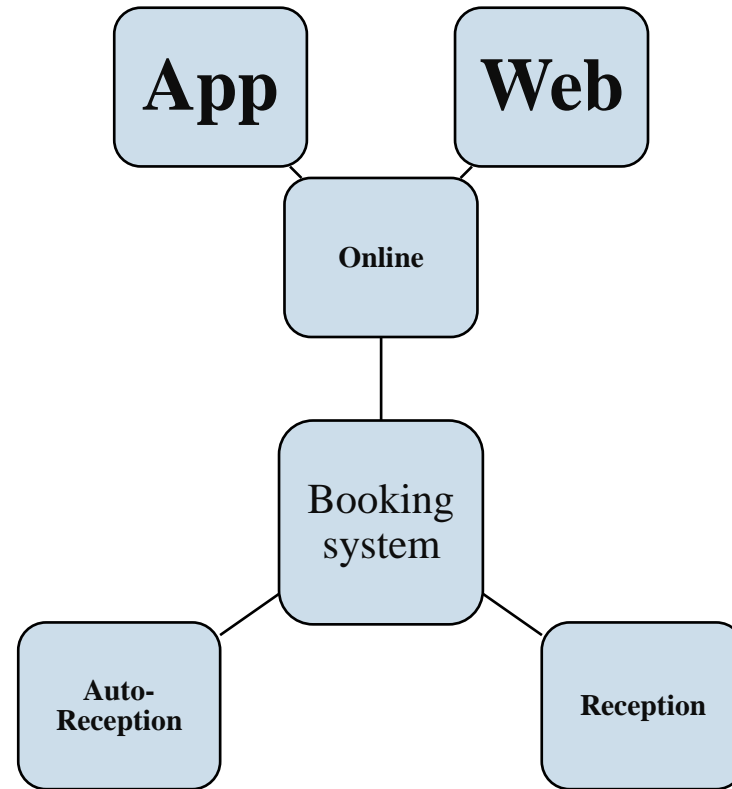 App
Web
Online
Booking
system
Auto-
Reception
Reception